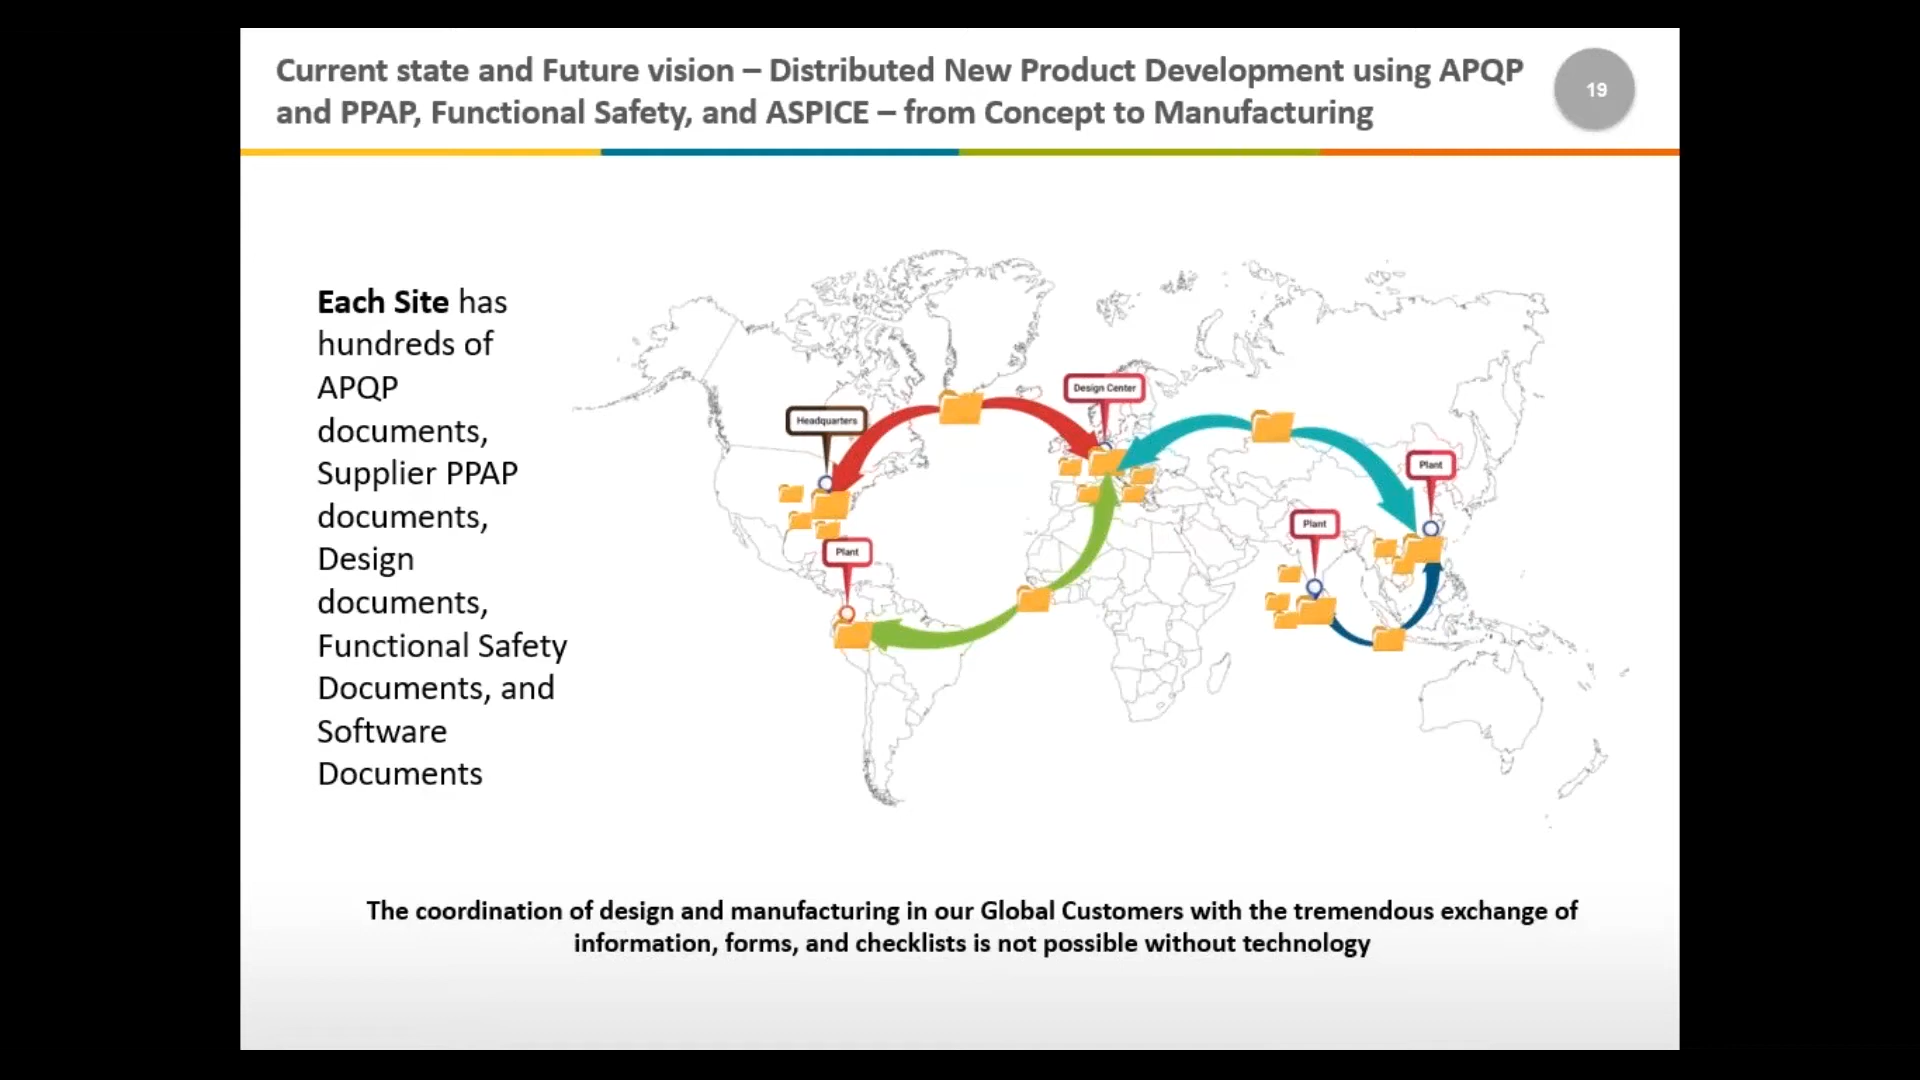 Current state and Future vision – Distributed New Product Development using APQP
and PPAP, Functional Safety, and ASPICE – from Concept to Manufacturing
19
Each Site has
hundreds of
APQP
documents,
Supplier PPAP
documents,
Design
documents,
Functional Safety
Documents, and
Software
Documents
Design Center
Headquarters
Plant
Plant
Plant
The coordination of design and manufacturing in our Global Customers with the tremendous exchange of
information, forms, and checklists is not possible without technology